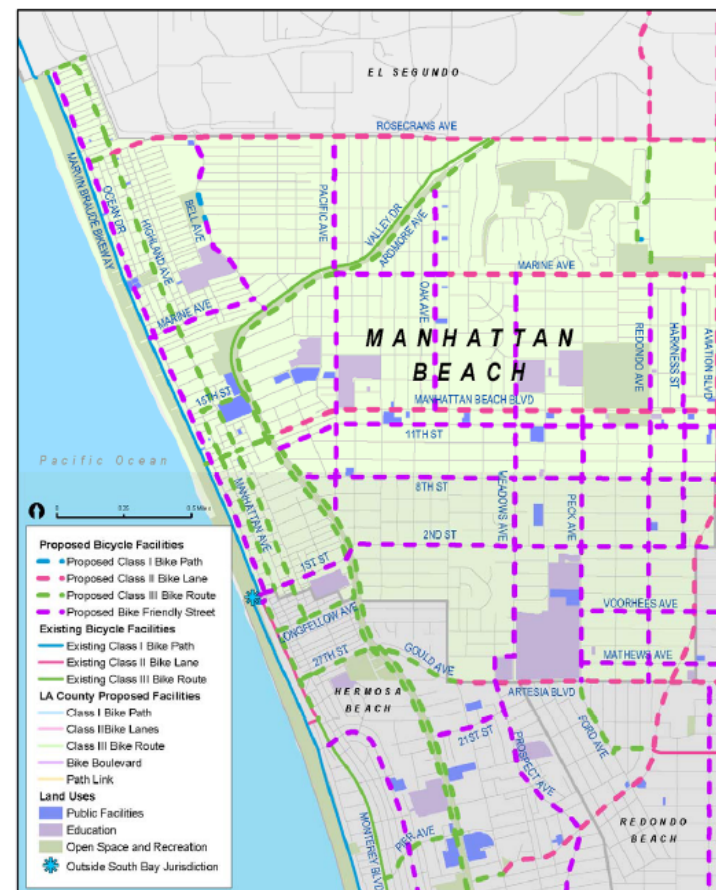 EL SEGUNDO
ROSECRANS AVE
MARVIN BRAUDE BIKEWAY
OCEAN DR
HIGHLAND AVE
BELL AVE
PACIFIC AVE
VALLEY DR
ARDMORE AVE
MARINE AVE
MARINE AVE
OAK AVE
MANHATTAN
BEACH
REDONDO AVE
HARKNESS ST
AVIATION BLVD
MANHATTAN BEACH BLVD
15TH ST
11TH ST
Pacific Ocean
8TH ST
MANHATTAN AVE
MEADOWS AVE
PECK AVE
2ND ST
1ST ST
VOORHEES AVE
LONGFELLOW AVE
MATHEWS AVE
27TH ST
GOULD AVE
ARTESIA BLVD
HERMOSA
BEACH
FORD AVE
21ST ST
PROSPECT AVE
REDONDO
BEACH
PIER AVE
MONTEREY BLVD
0 0.25 0.5 Miles
Proposed Bicycle Facilities
Proposed Class I Bike Path
Proposed Class II Bike Lane
Proposed Class III Bike Route
Proposed Bike Friendly Street
Existing Bicycle Facilities
Existing Class I Bike Path
Existing Class II Bike Lane
Existing Class III Bike Route
LA County Proposed Facilities
Class I Bike Path
Class IIBike Lanes
Class III Bike Route
Bike Boulevard
Path Link
Land Uses
Public Facilities
Education
Open Space and Recreation
Outside South Bay Jurisdiction